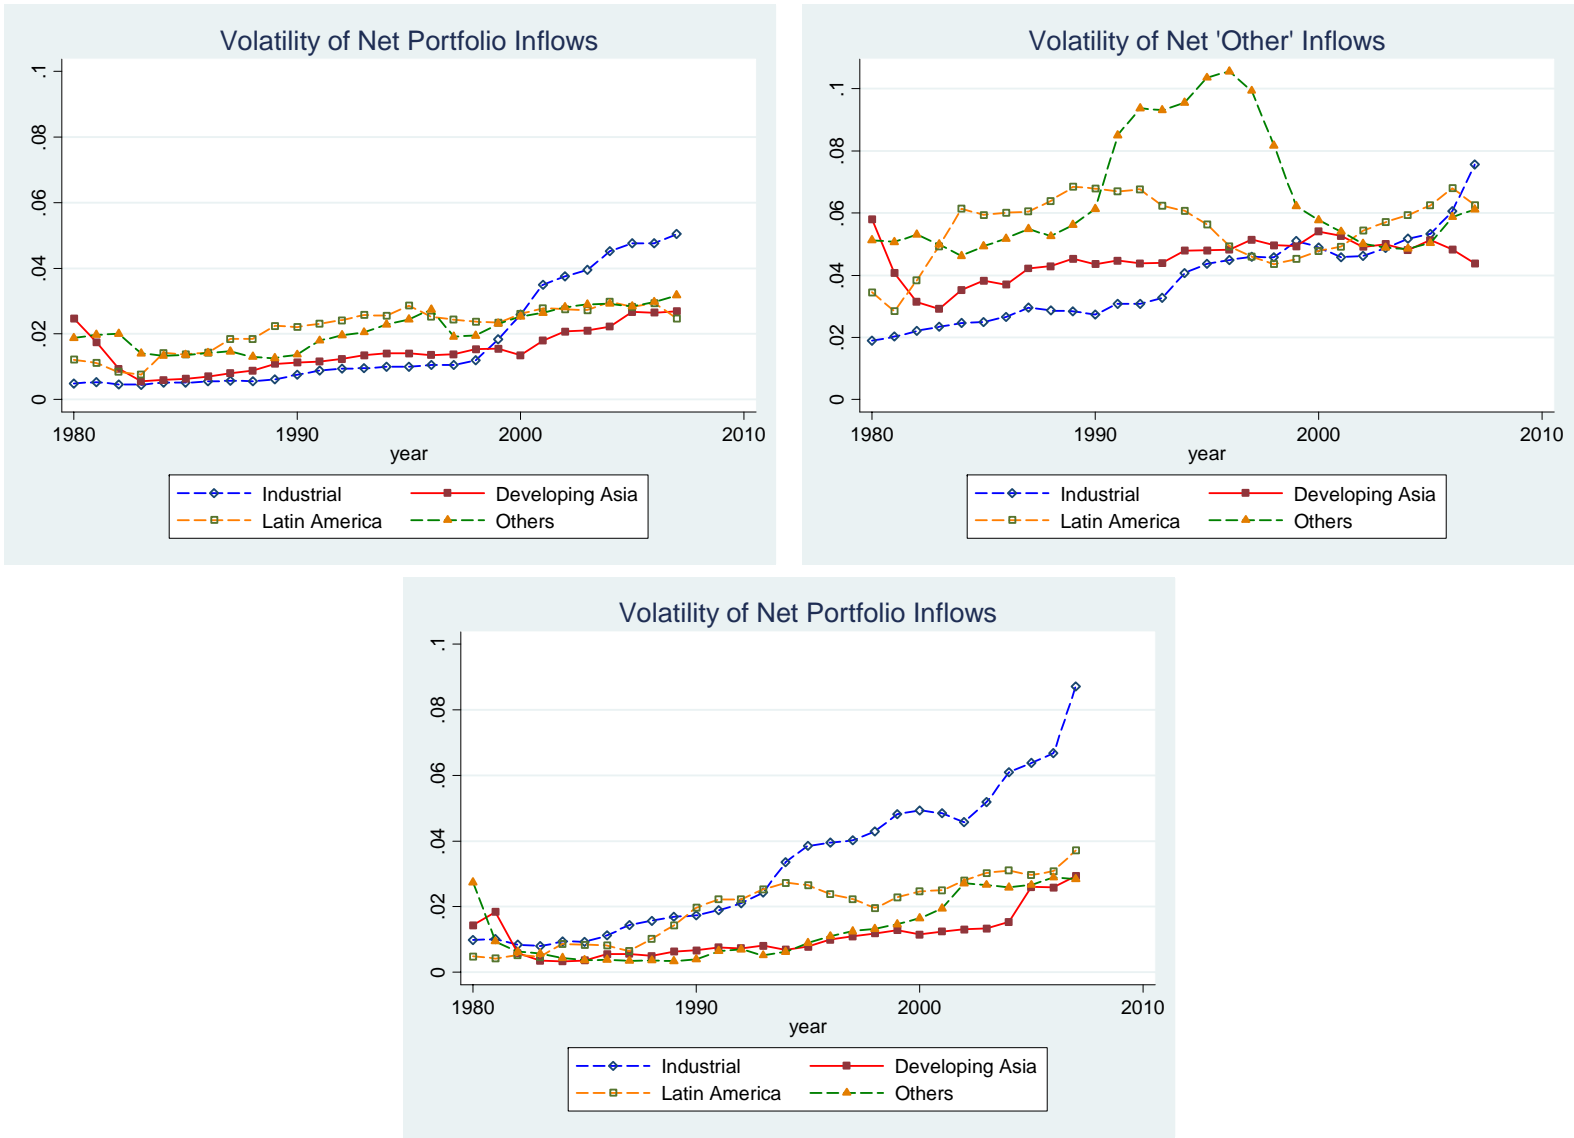 Volatility of Net Portfolio Inflows
.1
.08
.06
.04
.02
0
1980 1990 2000 2010
year
Industrial Developing Asia
Latin America Others
Volatility of Net 'Other' Inflows
.1
.08
.06
.04
.02
0
1980 1990 2000 2010
year
Industrial Developing Asia
Latin America Others
Volatility of Net Portfolio Inflows
.1
.08
.06
.04
.02
0
1980 1990 2000 2010
year
Industrial Developing Asia
Latin America Others